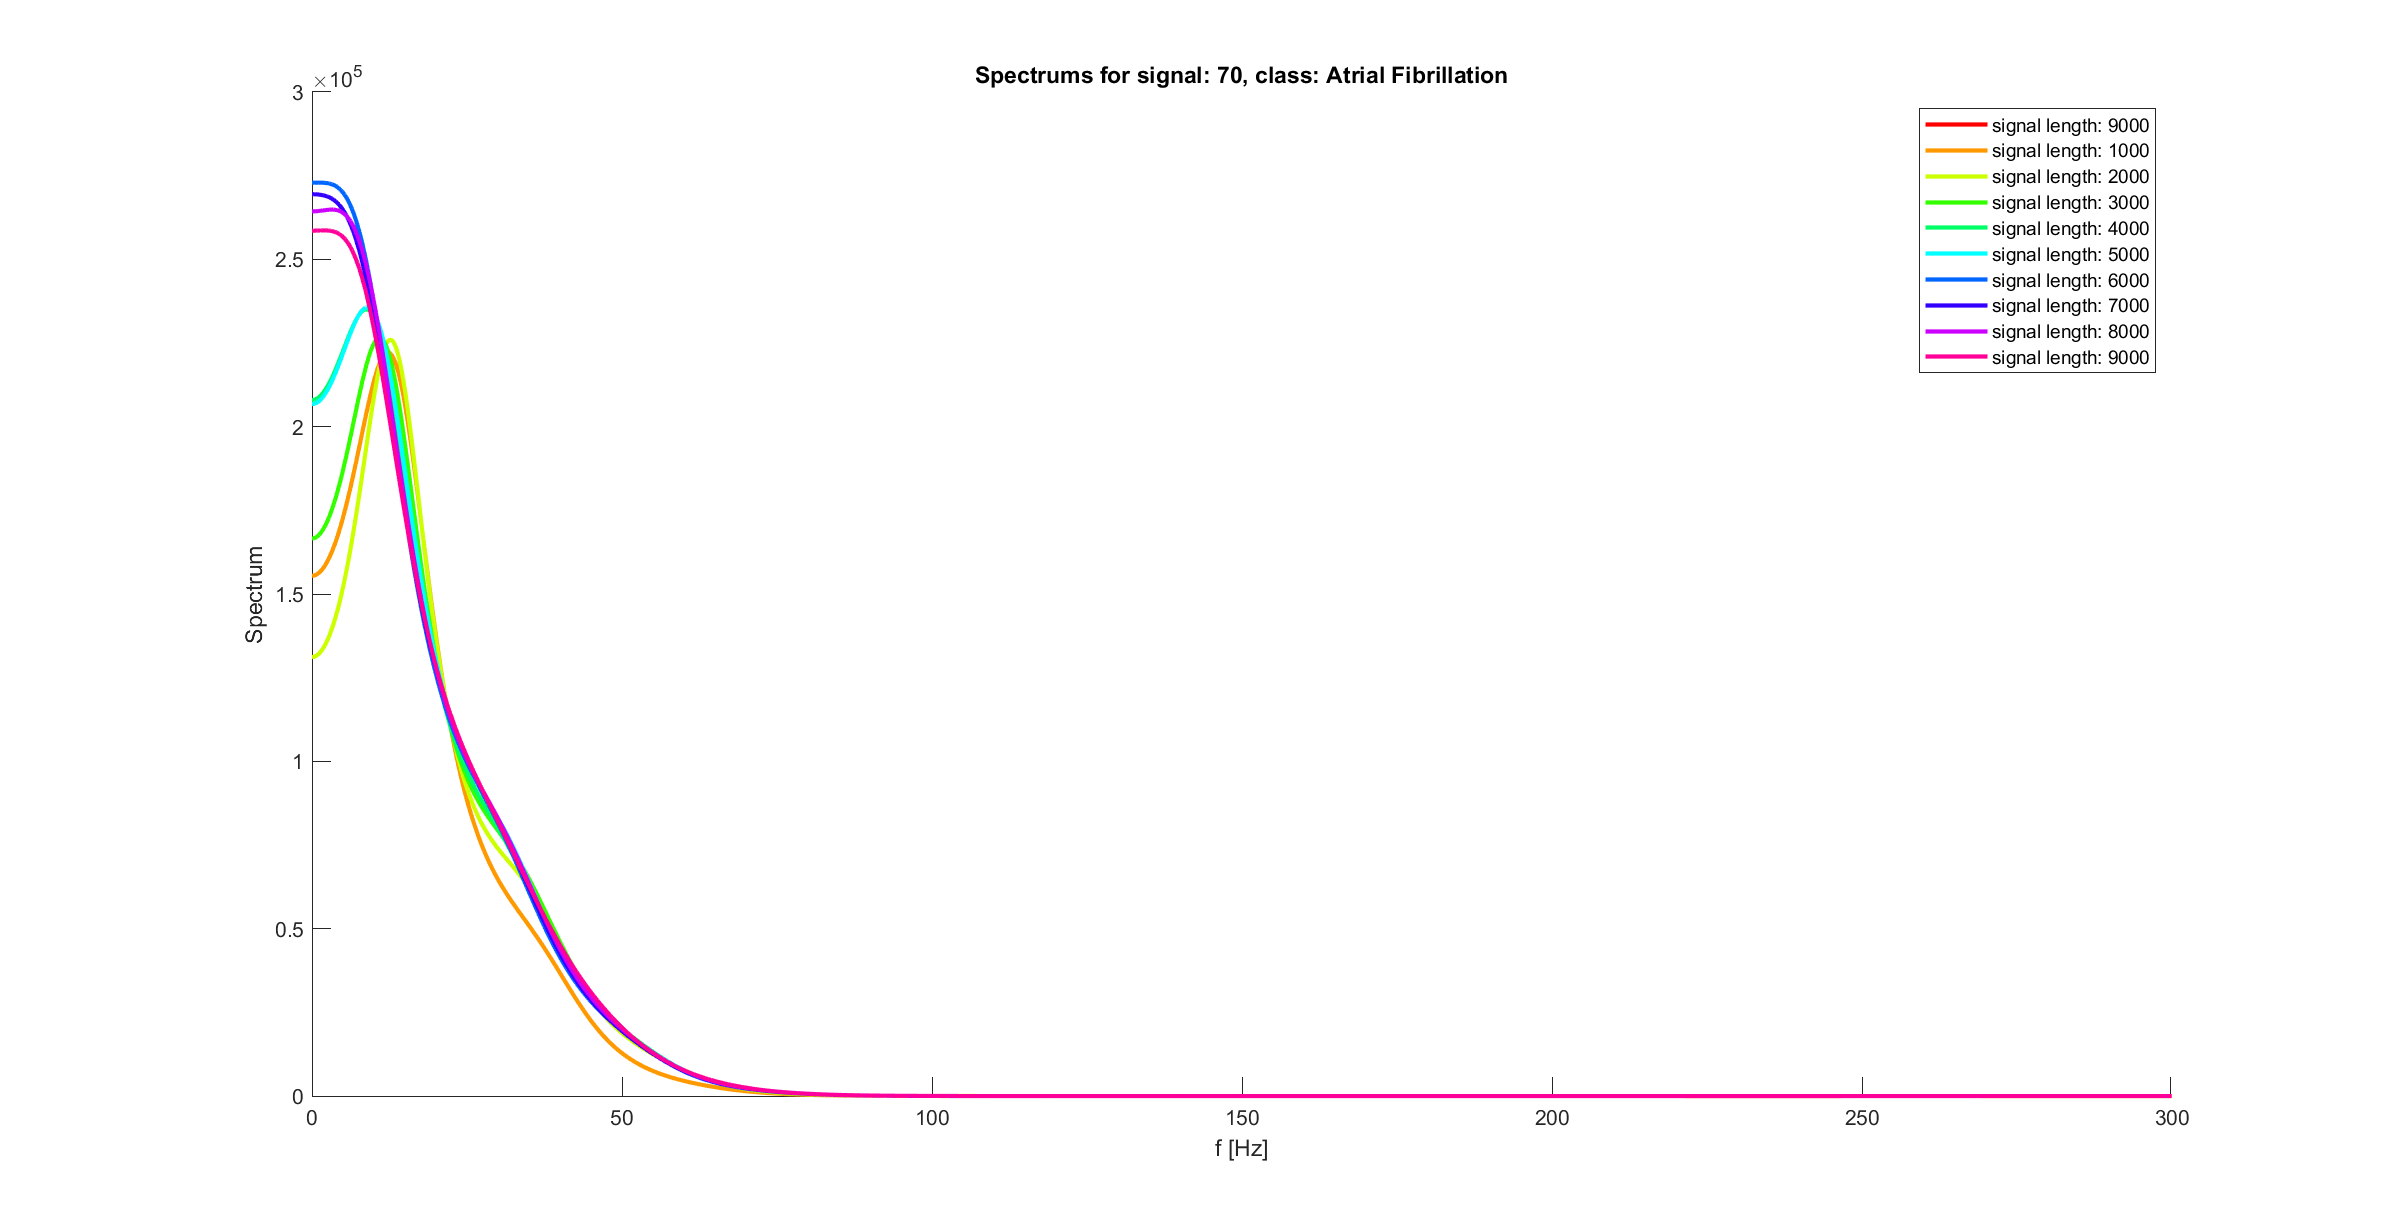 Spectrums for signal: 70, class: Atrial Fibrillation
×10^5
3
2.5
2
1.5
1
0.5
0
Spectrum
0 50 100 150 200 250 300
f [Hz]
signal length: 9000
signal length: 1000
signal length: 2000
signal length: 3000
signal length: 4000
signal length: 5000
signal length: 6000
signal length: 7000
signal length: 8000
signal length: 9000